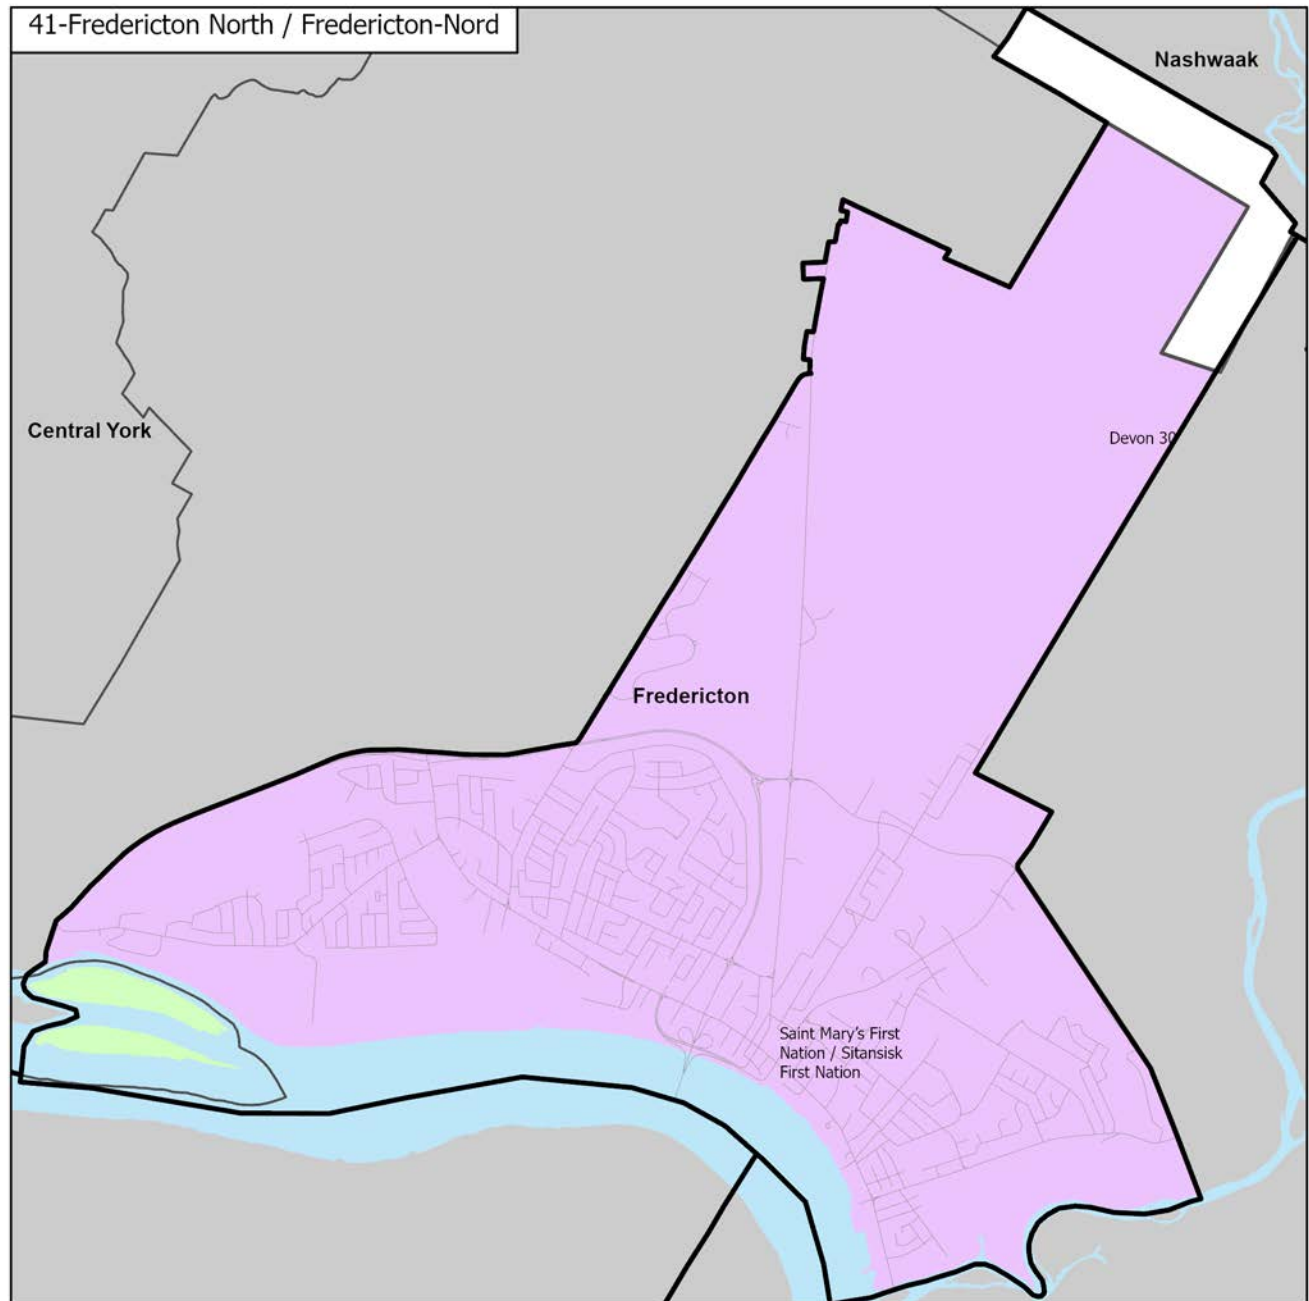 41-Fredericton North / Fredericton-Nord
Nashwaak
Central York
Devon 30
Fredericton
Saint Mary’s First
Nation / Sitansisk
First Nation